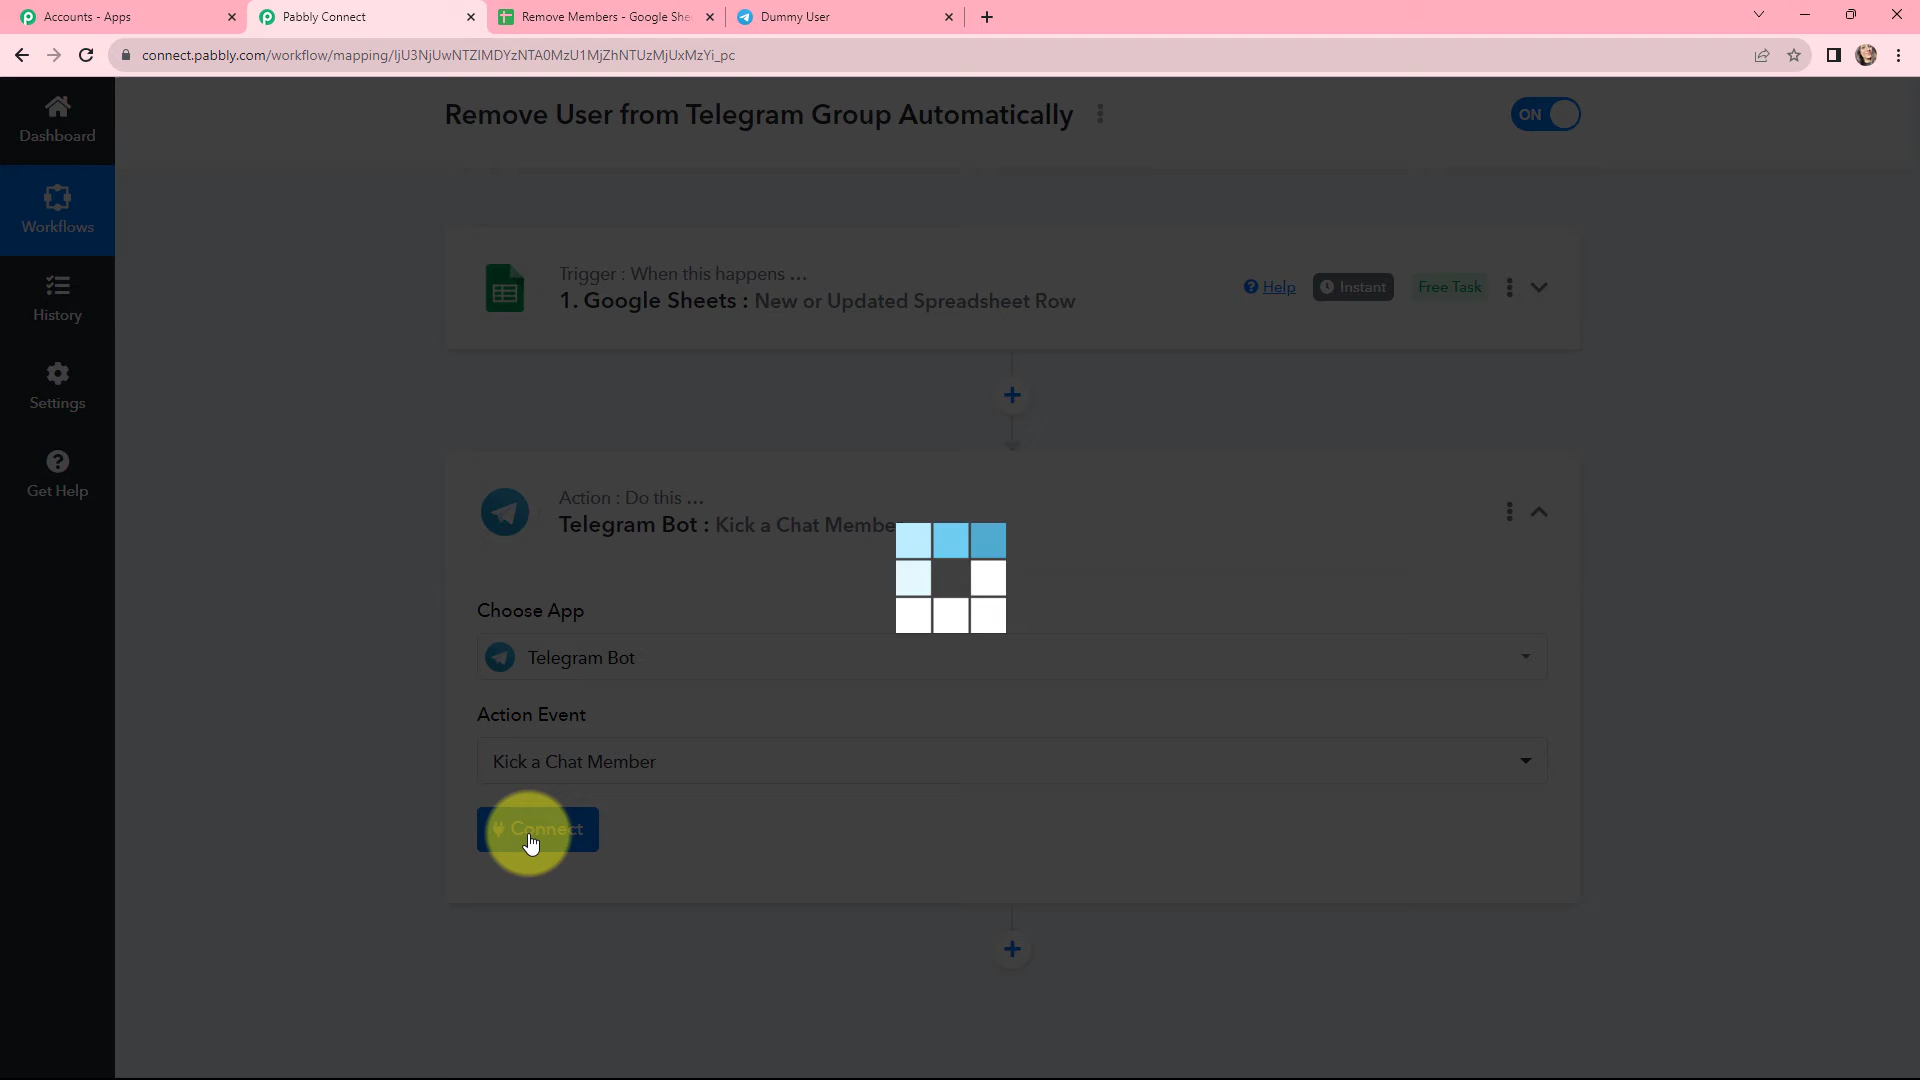 Accounts - Apps
Pabbly Connect
Remove Members - Google She
Dummy User
connect.pabbly.com/workflow/mapping/IjU3NjUwNTZlMDYzNTA0MzU1MjZhNTUzMjUxMzYi_pc
Dashboard
Workflows
History
Settings
Get Help
Remove User from Telegram Group Automatically
ON
Trigger : When this happens ...
1. Google Sheets : New or Updated Spreadsheet Row
Help
Instant
Free Task
Action : Do this ...
Telegram Bot : Kick a Chat Membe
Choose App
Telegram Bot
Action Event
Kick a Chat Member
Connect